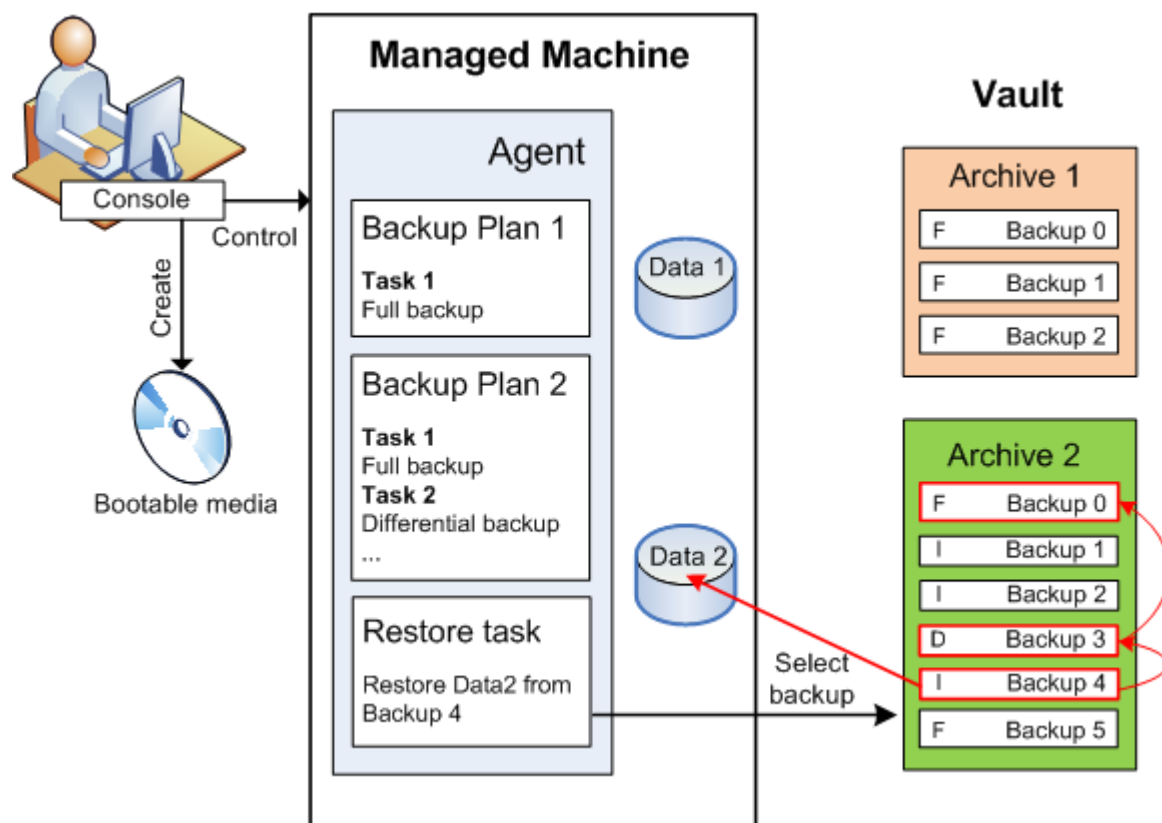 Console
Control
Create
Bootable media
Managed Machine
Agent
Backup Plan 1
Task 1
Full backup
Backup Plan 2
Task 1
Full backup
Task 2
Differential backup
...
Restore task
Restore Data2 from
Backup 4
Data 1
Data 2
Select
backup
Vault
Archive 1
F Backup 0
F Backup 1
F Backup 2
Archive 2
F Backup 0
I Backup 1
I Backup 2
D Backup 3
I Backup 4
F Backup 5